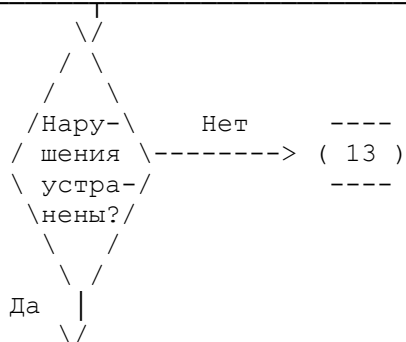 Нару- Нет
шения ( 13 )
устра-
нены?
Да